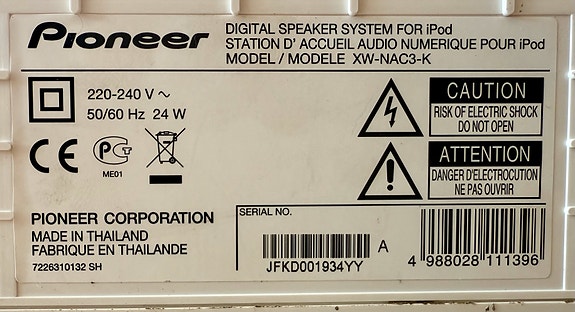 Pioneer
DIGITAL SPEAKER SYSTEM FOR iPod
STATION D' ACCUEIL AUDIO NUMERIQUE POUR iPod
MODEL / MODELE XW-NAC3-K
220-240 V ~
50/60 Hz 24 W
CE
PCT
ME01
CAUTION
RISK OF ELECTRIC SHOCK
DO NOT OPEN
ATTENTION
DANGER D'ELECTROCUTION
NE PAS OUVRIR
PIONEER CORPORATION
MADE IN THAILAND
FABRIQUE EN THAILANDE
7226310132 SH
SERIAL NO.
JFKD001934YY
A
4 988028 111396